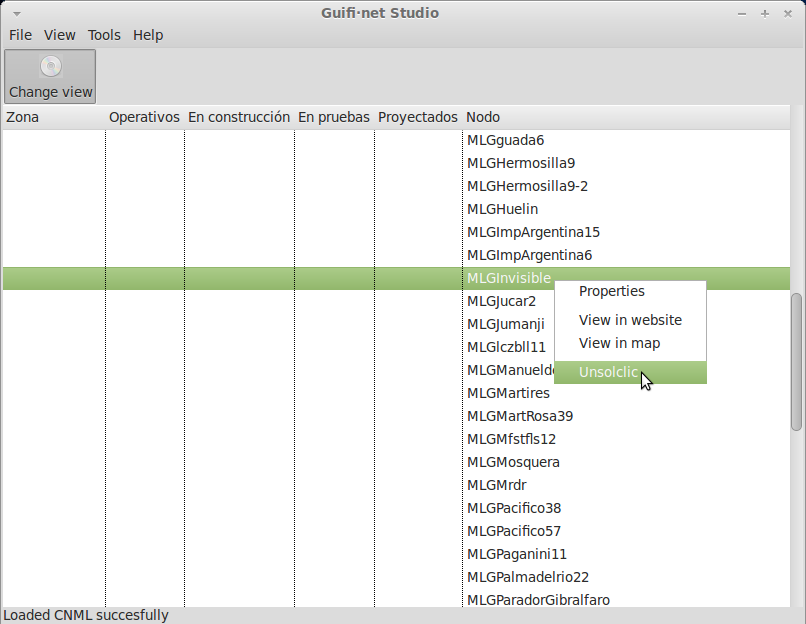 Guifi·net Studio
File View Tools Help
Change view
Zona Operativos En construcción En pruebas Proyectados Nodo
MLGguada6
MLGHermosilla9
MLGHermosilla9-2
MLGHuelin
MLGImpArgentina15
MLGImpArgentina6
MLGInvisible
Properties
MLGJucar2
View in website
MLGJumanji
View in map
MLGlczbll11
Unsolclic
MLGMartires
MLGMartRosa39
MLGMfstfls12
MLGMosquera
MLGMrdr
MLGPacifico38
MLGPacifico57
MLGPaganini11
MLGPalmadelrio22
MLGParadorGibralfaro
Loaded CNML succesfully